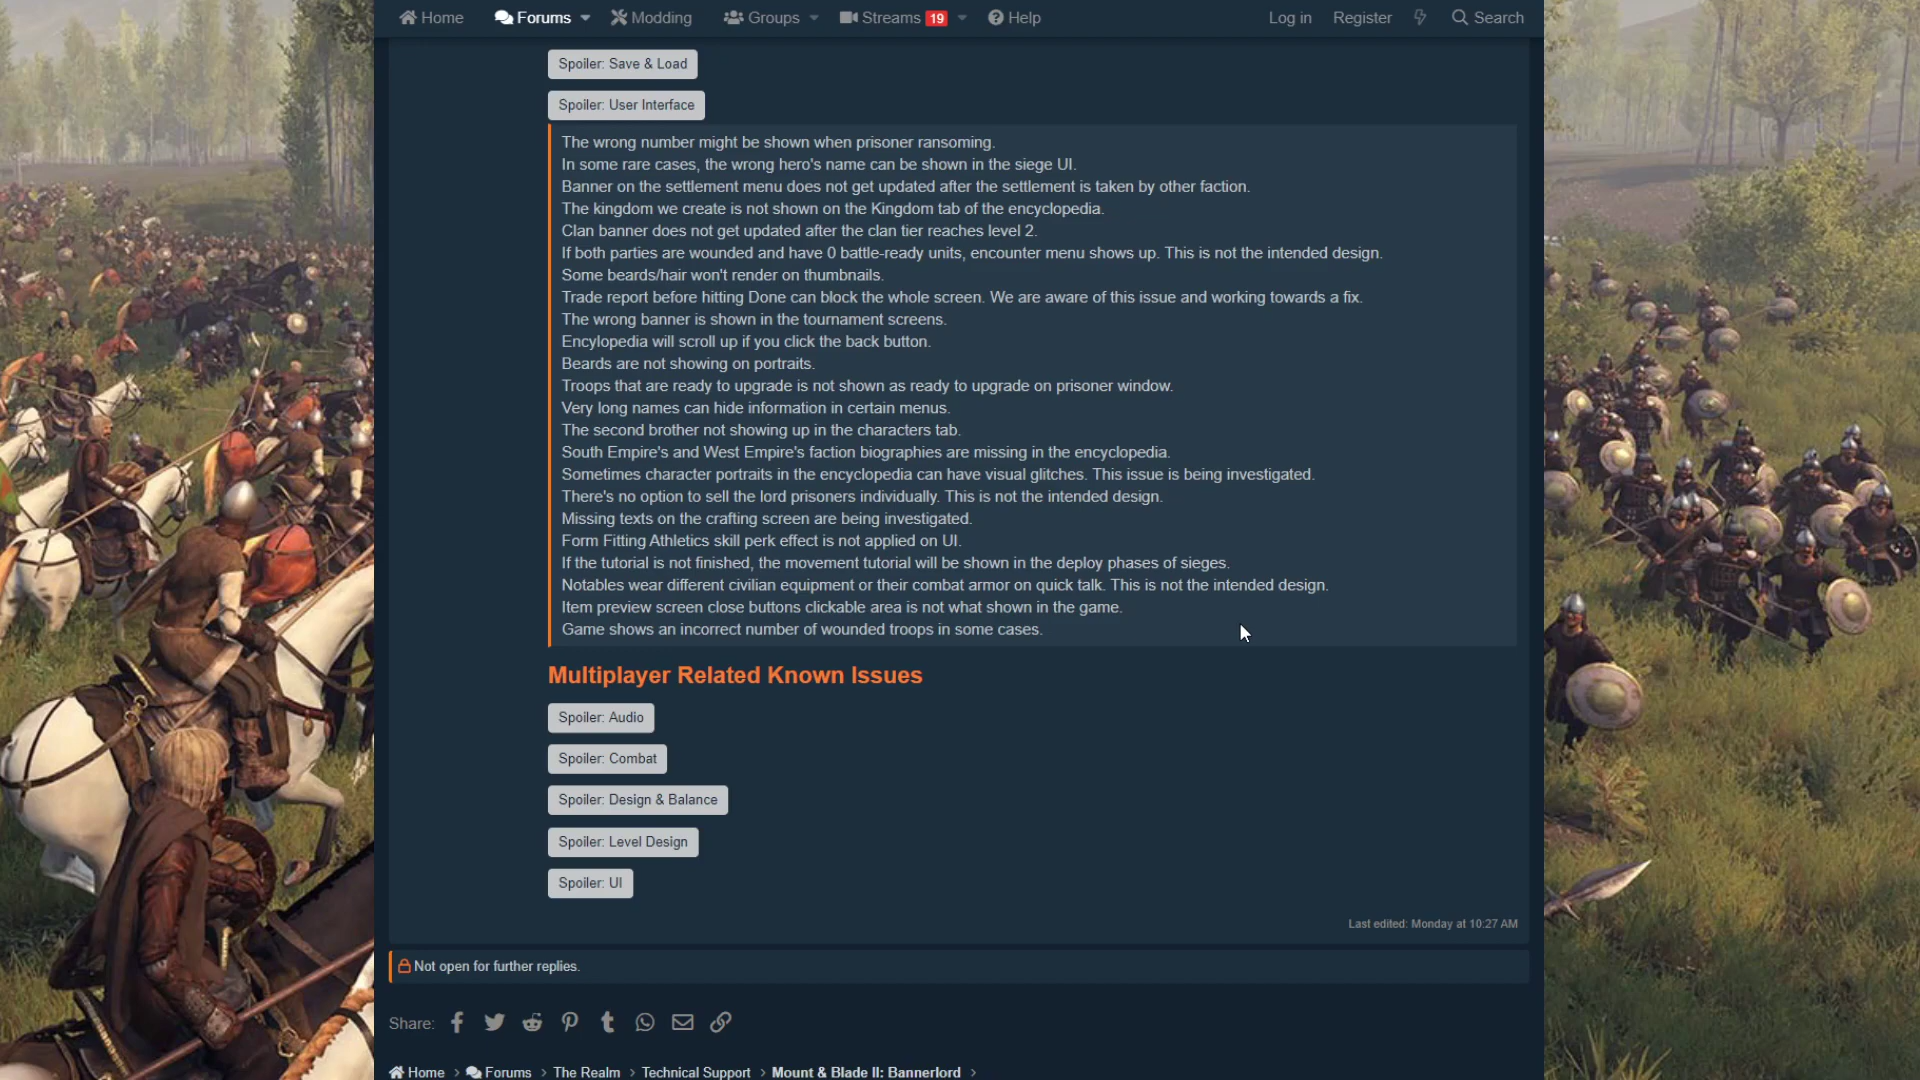 Home Forums Modding Groups Streams 19 Help Log in Register Search
Spoiler: Save & Load
Spoiler: User Interface
The wrong number might be shown when prisoner ransoming.
In some rare cases, the wrong hero's name can be shown in the siege UI.
Banner on the settlement menu does not get updated after the settlement is taken by other faction.
The kingdom we create is not shown on the Kingdom tab of the encyclopedia.
Clan banner does not get updated after the clan tier reaches level 2.
If both parties are wounded and have 0 battle-ready units, encounter menu shows up. This is not the intended design.
Some beards/hair won't render on thumbnails.
Trade report before hitting Done can block the whole screen. We are aware of this issue and working towards a fix.
The wrong banner is shown in the tournament screens.
Encylopedia will scroll up if you click the back button.
Beards are not showing on portraits.
Troops that are ready to upgrade is not shown as ready to upgrade on prisoner window.
Very long names can hide information in certain menus.
The second brother not showing up in the characters tab.
South Empire's and West Empire's faction biographies are missing in the encyclopedia.
Sometimes character portraits in the encyclopedia can have visual glitches. This issue is being investigated.
There's no option to sell the lord prisoners individually. This is not the intended design.
Missing texts on the crafting screen are being investigated.
Form Fitting Athletics skill perk effect is not applied on UI.
If the tutorial is not finished, the movement tutorial will be shown in the deploy phases of sieges.
Notables wear different civilian equipment or their combat armor on quick talk. This is not the intended design.
Item preview screen close buttons clickable area is not what shown in the game.
Game shows an incorrect number of wounded troops in some cases.
Multiplayer Related Known Issues
Spoiler: Audio
Spoiler: Combat
Spoiler: Design & Balance
Spoiler: Level Design
Spoiler: UI
Last edited: Monday at 10:27 AM
Not open for further replies.
Share:
Home > Forums > The Realm > Technical Support > Mount & Blade II: Bannerlord >